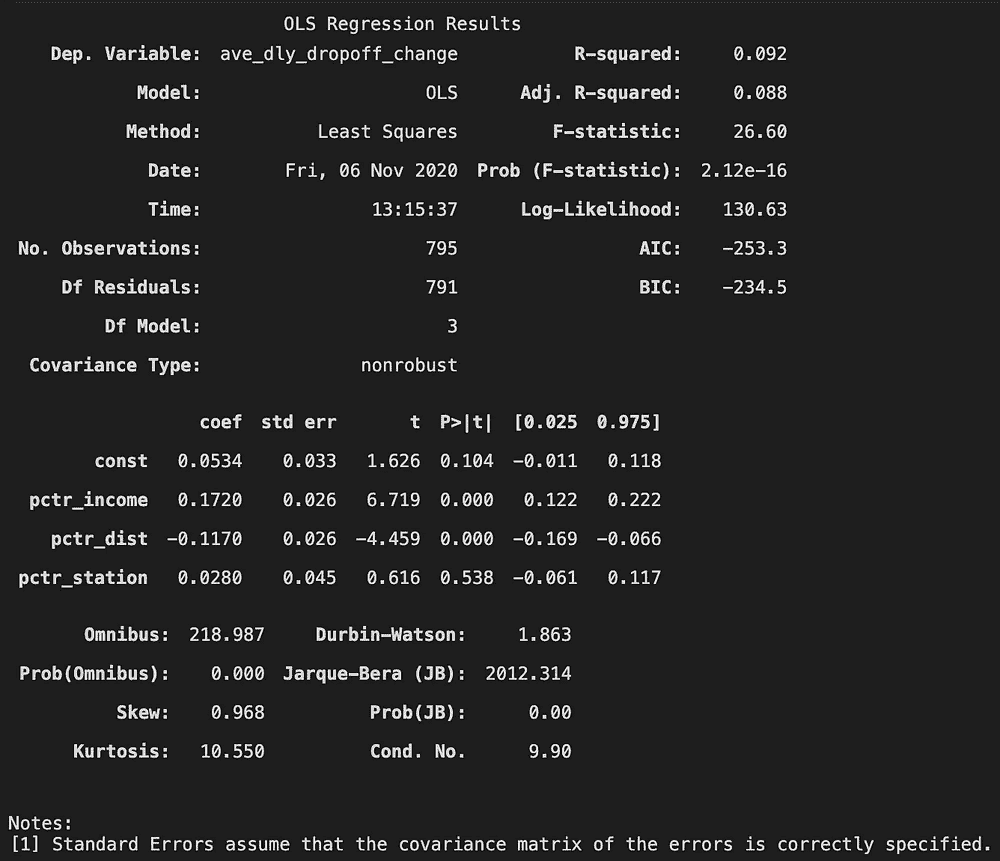 OLS Regression Results
Dep. Variable: ave_dly_dropoff_change R-squared: 0.092
Model: OLS Adj. R-squared: 0.088
Method: Least Squares F-statistic: 26.60
Date: Fri, 06 Nov 2020 Prob (F-statistic): 2.12e-16
Time: 13:15:37 Log-Likelihood: 130.63
No. Observations: 795 AIC: -253.3
Df Residuals: 791 BIC: -234.5
Df Model: 3
Covariance Type: nonrobust
coef std err t P>|t| [0.025 0.975]
const 0.0534 0.033 1.626 0.104 -0.011 0.118
pctr_income 0.1720 0.026 6.719 0.000 0.122 0.222
pctr_dist -0.1170 0.026 -4.459 0.000 -0.169 -0.066
pctr_station 0.0280 0.045 0.616 0.538 -0.061 0.117
Omnibus: 218.987 Durbin-Watson: 1.863
Prob(Omnibus): 0.000 Jarque-Bera (JB): 2012.314
Skew: 0.968 Prob(JB): 0.00
Kurtosis: 10.550 Cond. No. 9.90
Notes:
[1] Standard Errors assume that the covariance matrix of the errors is correctly specified.